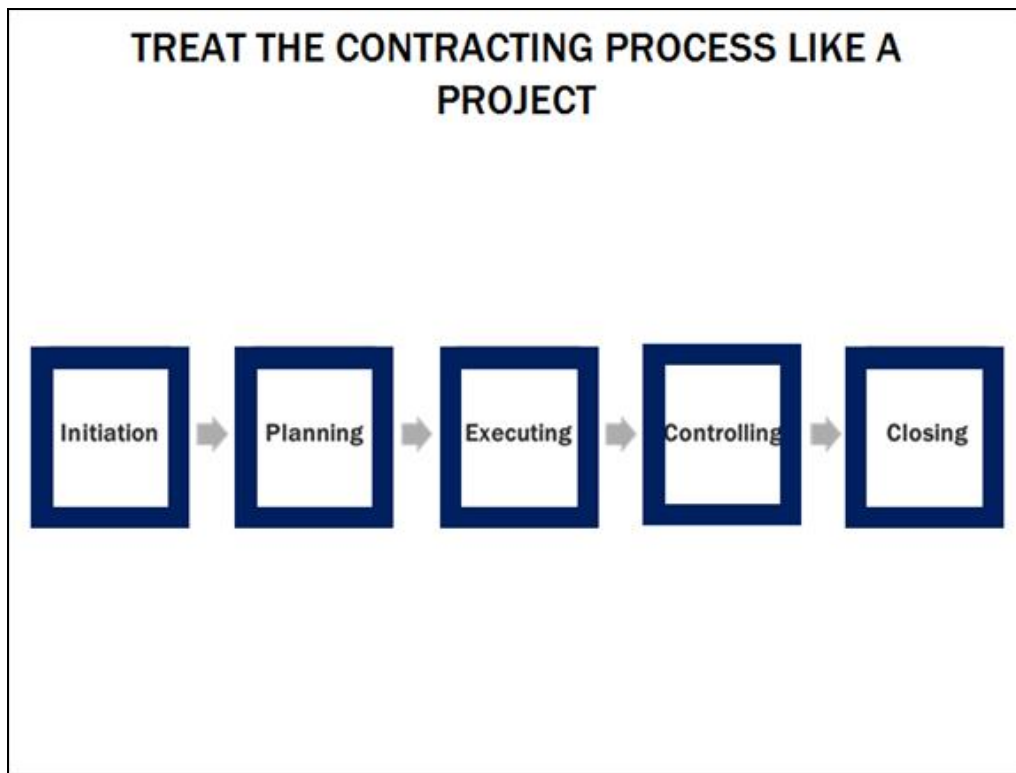 TREAT THE CONTRACTING PROCESS LIKE A
PROJECT
Initiation
Planning
Executing
Controlling
Closing